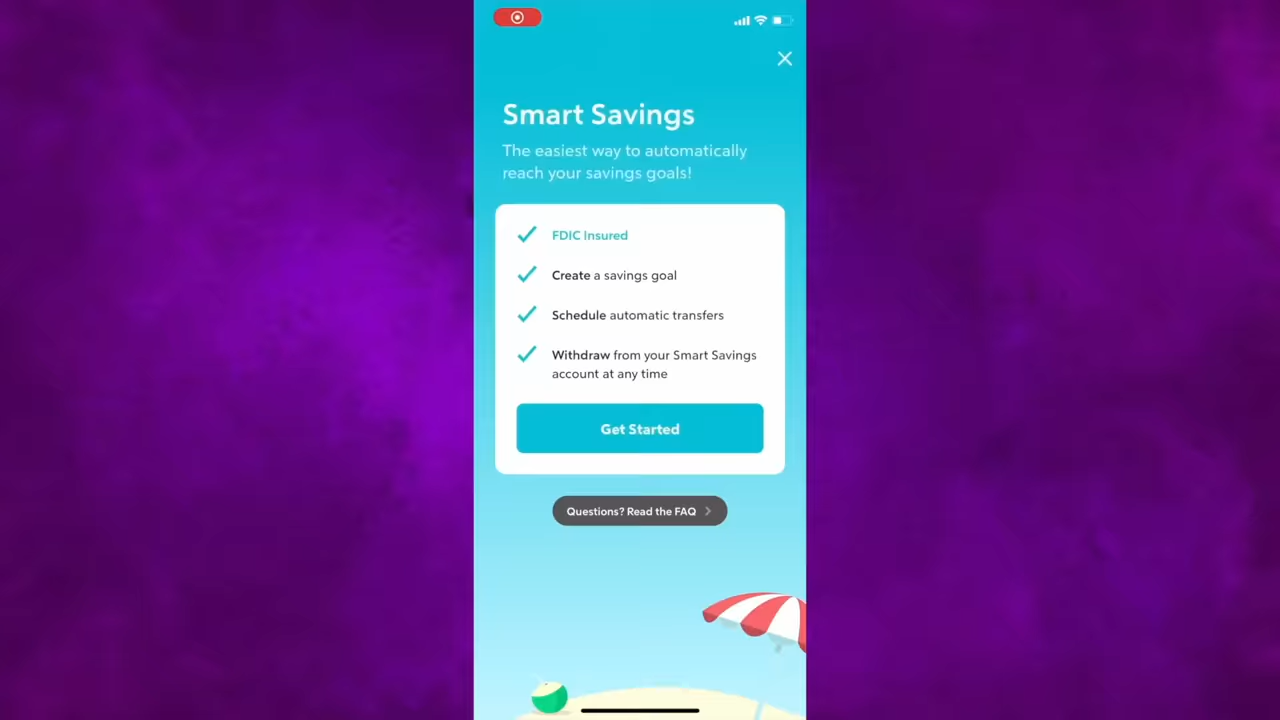 Smart Savings
The easiest way to automatically
reach your savings goals!
FDIC Insured
Create a savings goal
Schedule automatic transfers
Withdraw from your Smart Savings
account at any time
Get Started
Questions? Read the FAQ